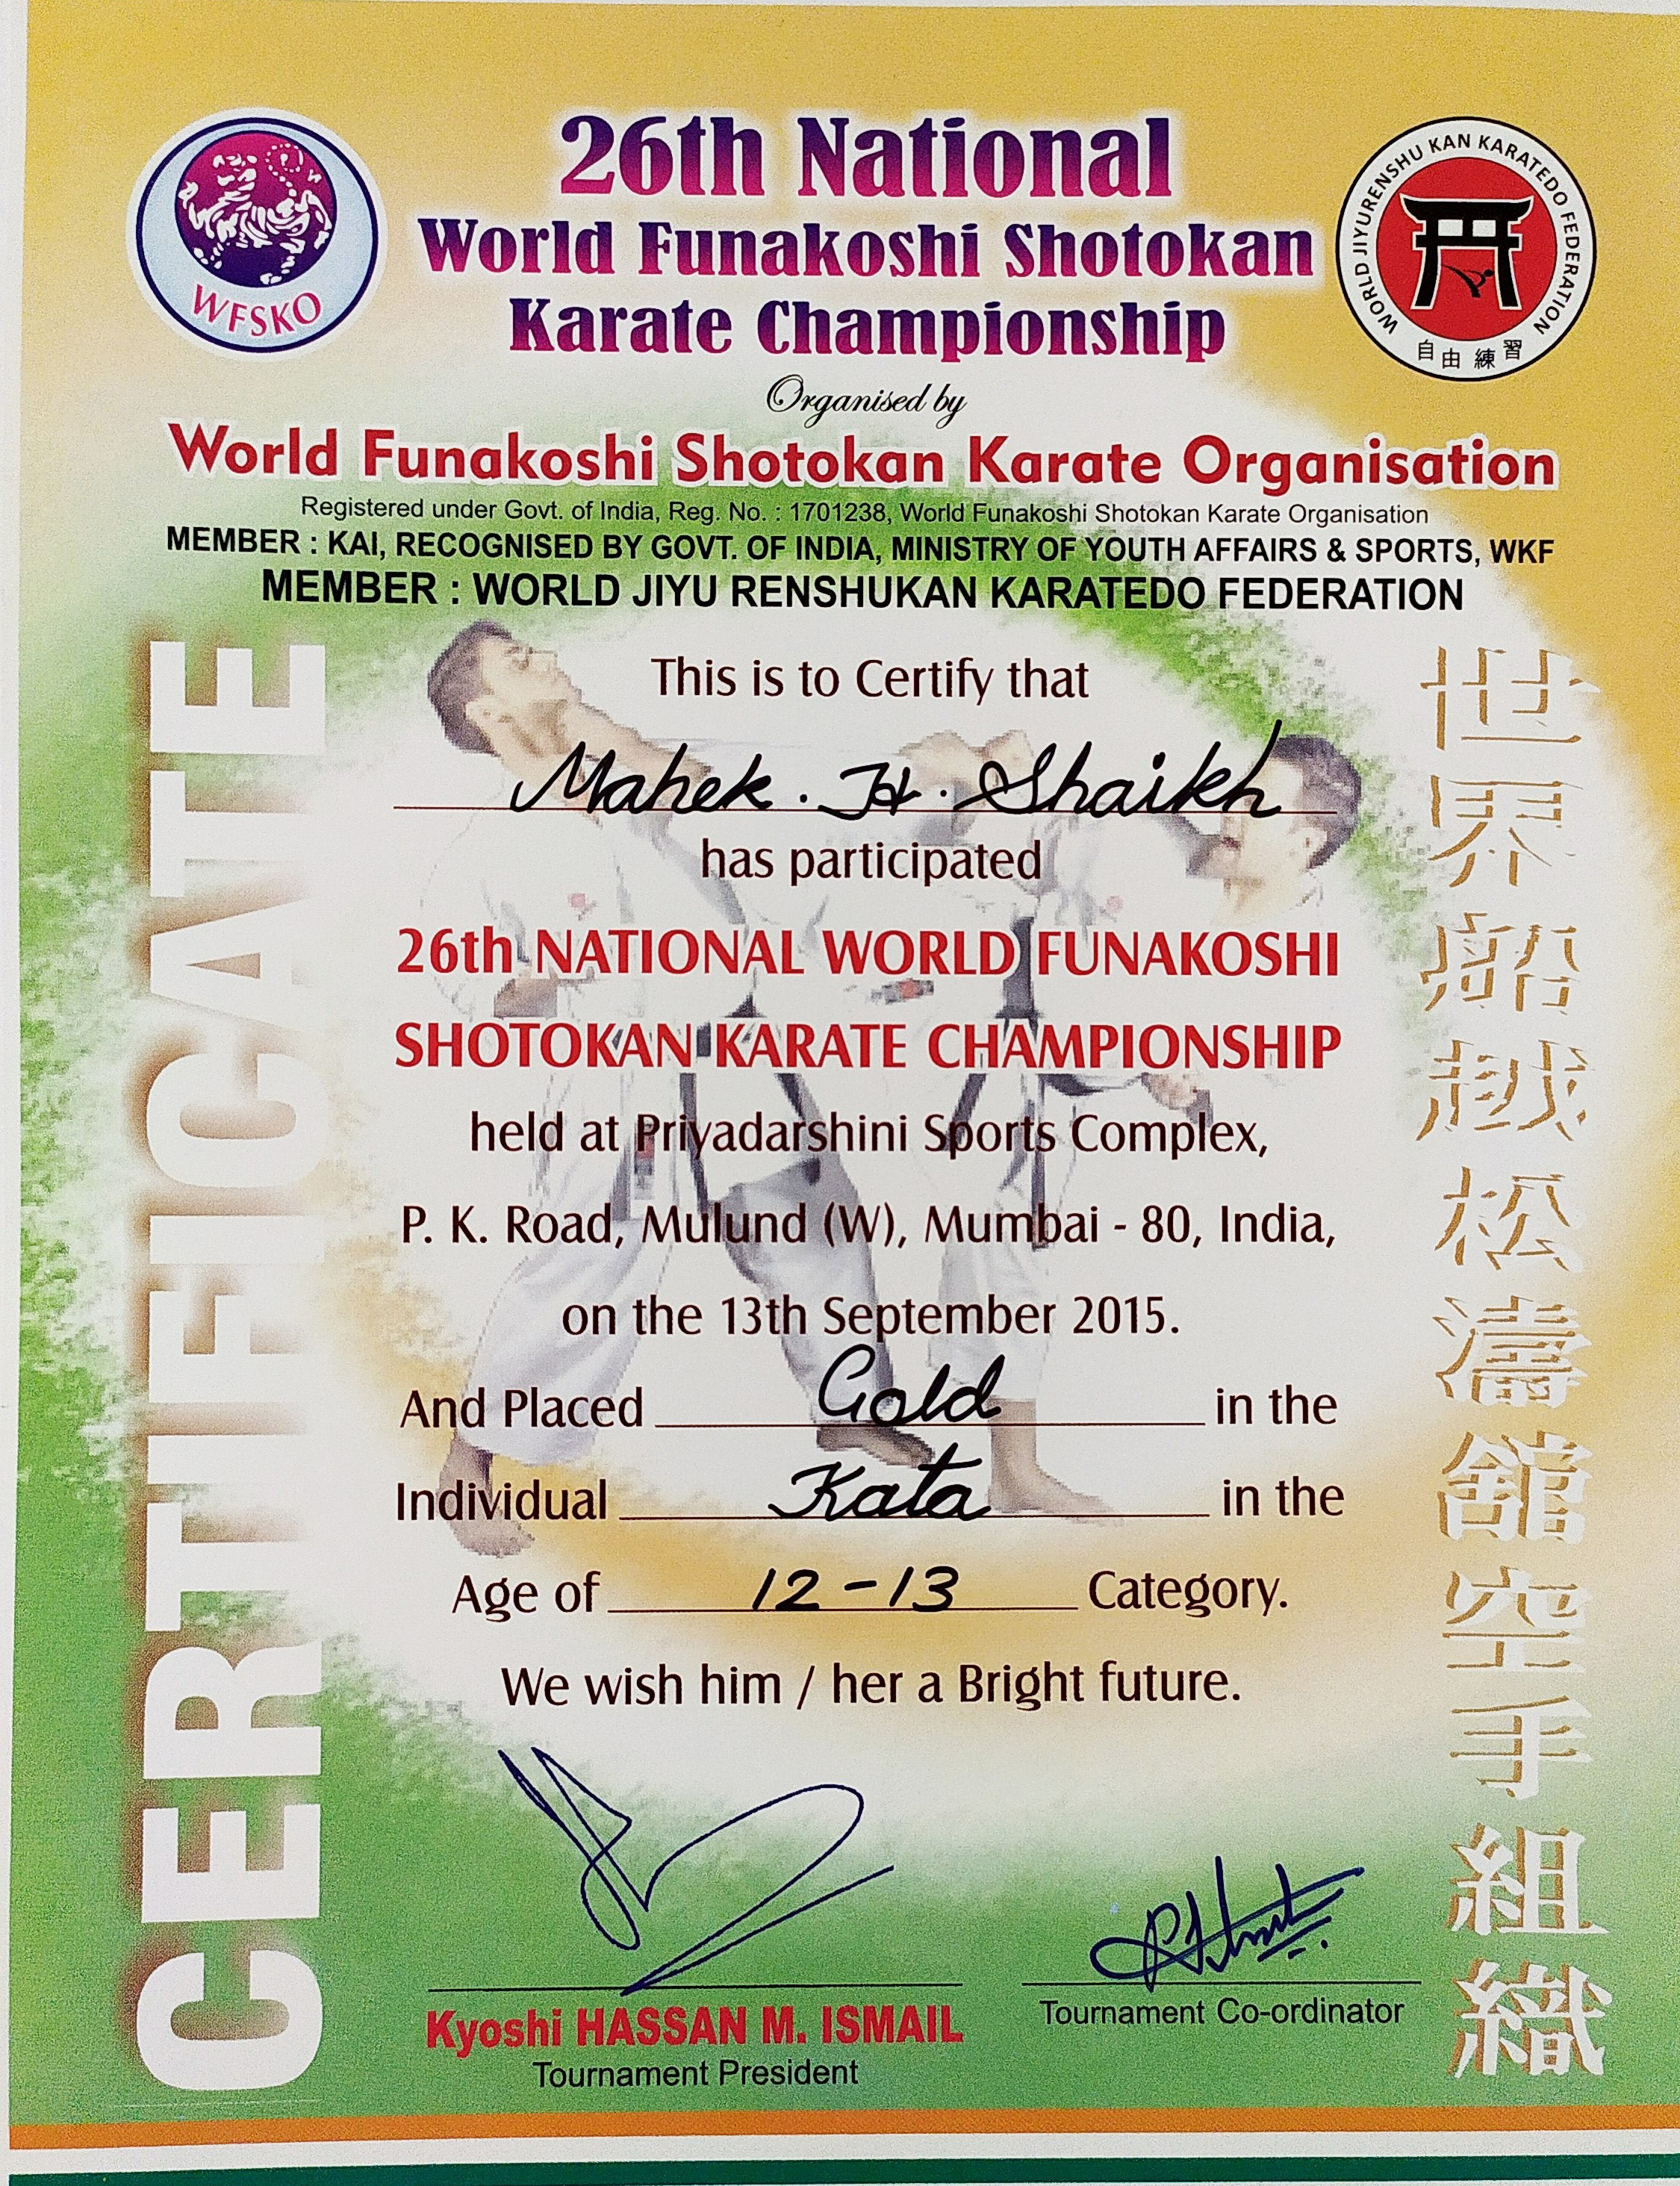 26th National
World Funakoshi Shotokan
Karate Championship
WFSKO
WORLD JIYURENSHU KAN KARATEDO FEDERATION
自由練習
Organised by
World Funakoshi Shotokan Karate Organisation
Registered under Govt. of India, Reg. No. : 1701238, World Funakoshi Shotokan Karate Organisation
MEMBER : KAI, RECOGNISED BY GOVT. OF INDIA, MINISTRY OF YOUTH AFFAIRS & SPORTS, WKF
MEMBER : WORLD JIYU RENSHUKAN KARATEDO FEDERATION
CERTIFICATE
This is to Certify that
Mahek. H. Shaikh
has participated
26th NATIONAL WORLD FUNAKOSHI
SHOTOKAN KARATE CHAMPIONSHIP
held at Priyadarshini Sports Complex,
P. K. Road, Mulund (W), Mumbai - 80, India,
on the 13th September 2015.
And Placed Gold in the
Individual Kata in the
Age of 12-13 Category.
We wish him / her a Bright future.
世界船越松濤舘空手組織
Kyoshi HASSAN M. ISMAIL
Tournament President
Tournament Co-ordinator